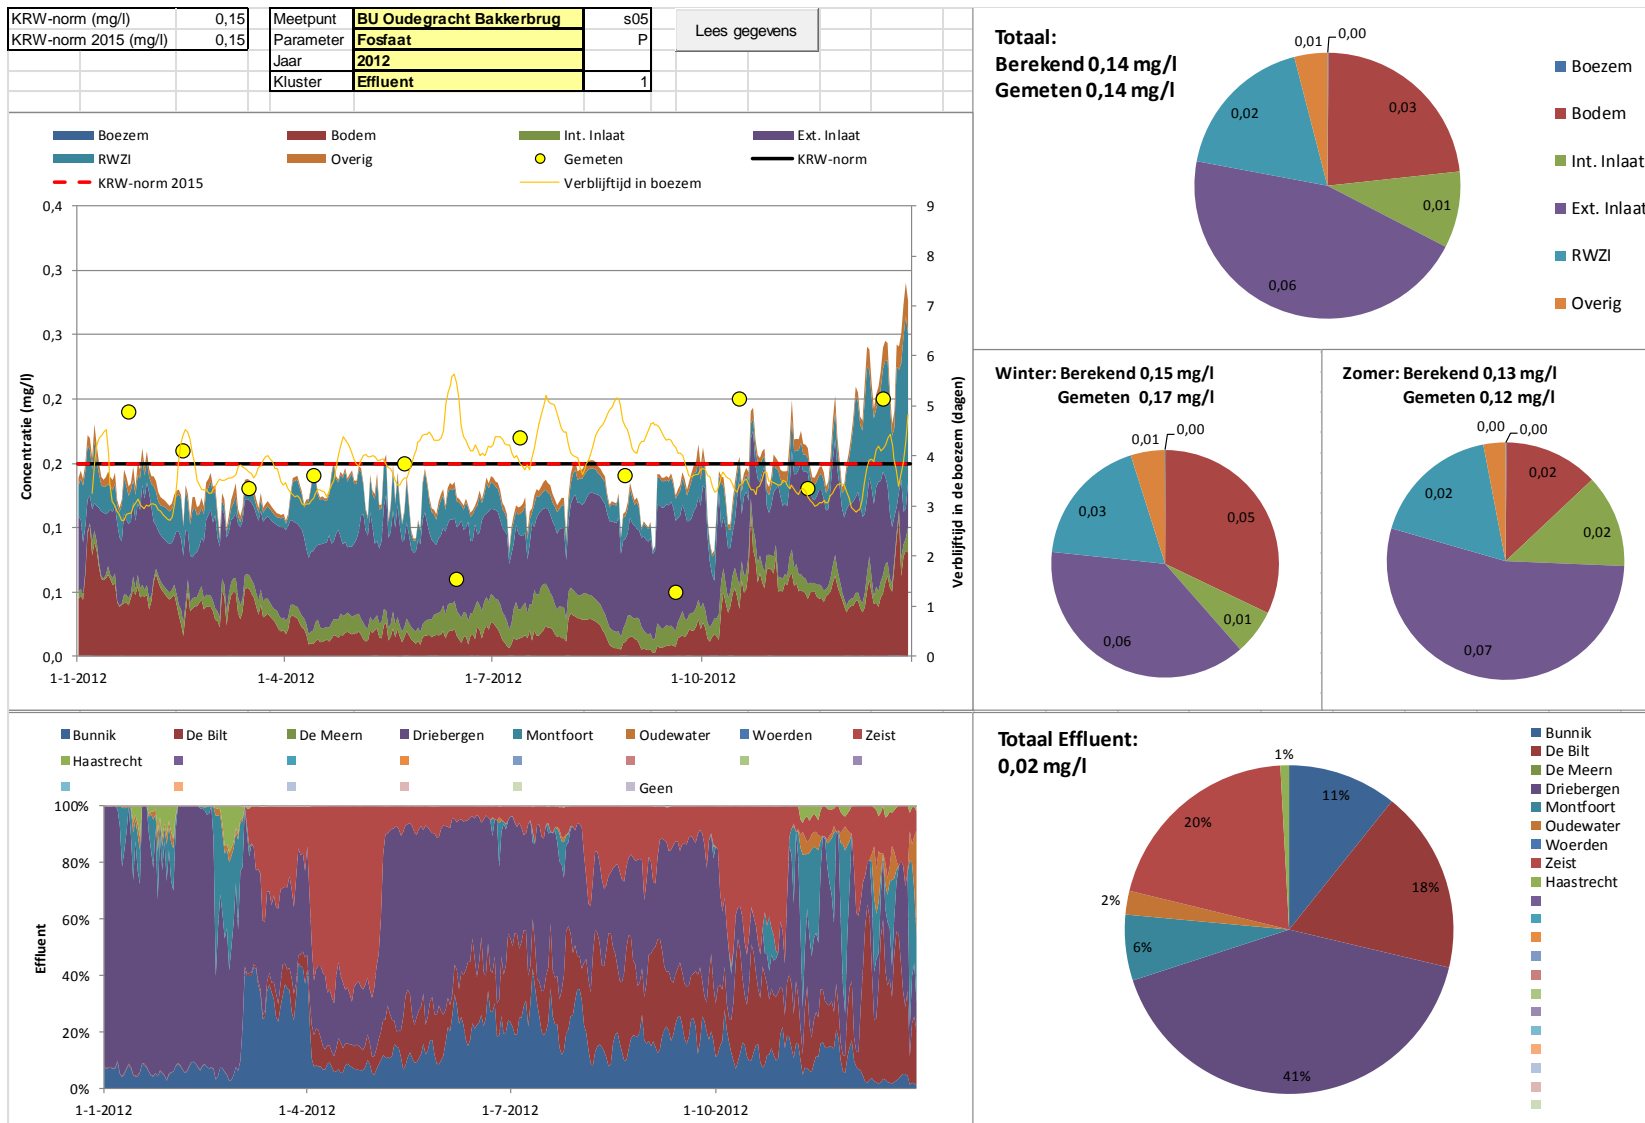 KRW-norm (mg/l) 0,15
KRW-norm 2015 (mg/l) 0,15
Meetpunt BU Oudegracht Bakkerbrug s05
Parameter Fosfaat P
Jaar 2012
Kluster Effluent 1
Lees gegevens
Boezem Bodem Int. Inlaat Ext. Inlaat
RWZI Overig Gemeten KRW-norm
KRW-norm 2015 Verblijftijd in boezem
Concentratie (mg/l)
0,4
0,3
0,3
0,2
0,2
0,1
0,1
0,0
9
8
7
6
5
4
3
2
1
0
Verblijftijd in de boezem (dagen)
1-1-2012 1-4-2012 1-7-2012 1-10-2012
Totaal:
Berekend 0,14 mg/l
Gemeten 0,14 mg/l
0,01 0,00
0,03
0,02
0,01
0,06
Boezem
Bodem
Int. Inlaat
Ext. Inlaat
RWZI
Overig
Winter: Berekend 0,15 mg/l
Gemeten 0,17 mg/l
0,01 0,00
0,03
0,05
0,01
0,06
Zomer: Berekend 0,13 mg/l
Gemeten 0,12 mg/l
0,00 0,00
0,02
0,02
0,02
0,07
Bunnik De Bilt De Meern Driebergen Montfoort Oudewater Woerden Zeist
Haastrecht
Geen
Effluent
100%
80%
60%
40%
20%
0%
1-1-2012 1-4-2012 1-7-2012 1-10-2012
Totaal Effluent:
0,02 mg/l
1%
11%
20%
18%
2%
6%
41%
Bunnik
De Bilt
De Meern
Driebergen
Montfoort
Oudewater
Woerden
Zeist
Haastrecht